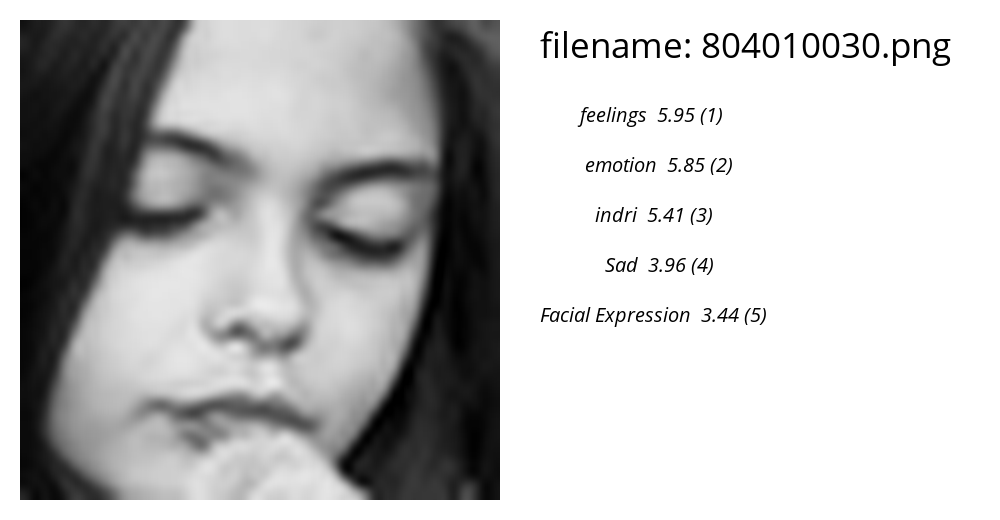 filename: 804010030.png
feelings 5.95 (1)
emotion 5.85 (2)
indri 5.41 (3)
Sad 3.96 (4)
Facial Expression 3.44 (5)